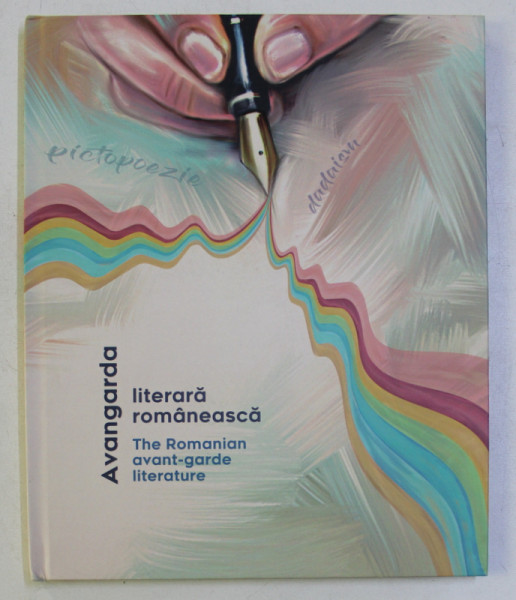 pictopoezie
dadaism
Avangarda
literară
românească
The Romanian
avant-garde
literature